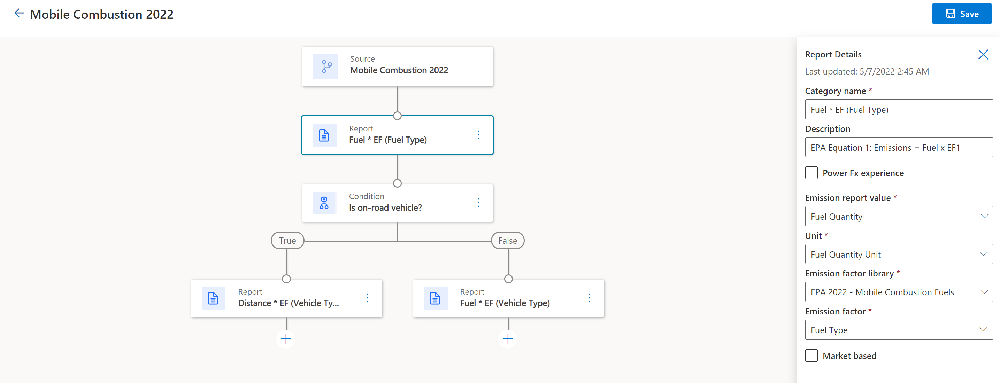 Mobile Combustion 2022
Save
Source
Mobile Combustion 2022
Report
Fuel * EF (Fuel Type)
Condition
Is on-road vehicle?
True
False
Report
Distance * EF (Vehicle Ty...
Report
Fuel * EF (Vehicle Type)
Report Details
Last updated: 5/7/2022 2:45 AM
Category name *
Fuel * EF (Fuel Type)
Description
EPA Equation 1: Emissions = Fuel x EF1
Power Fx experience
Emission report value *
Fuel Quantity
Unit *
Fuel Quantity Unit
Emission factor library *
EPA 2022 - Mobile Combustion Fuels
Emission factor *
Fuel Type
Market based